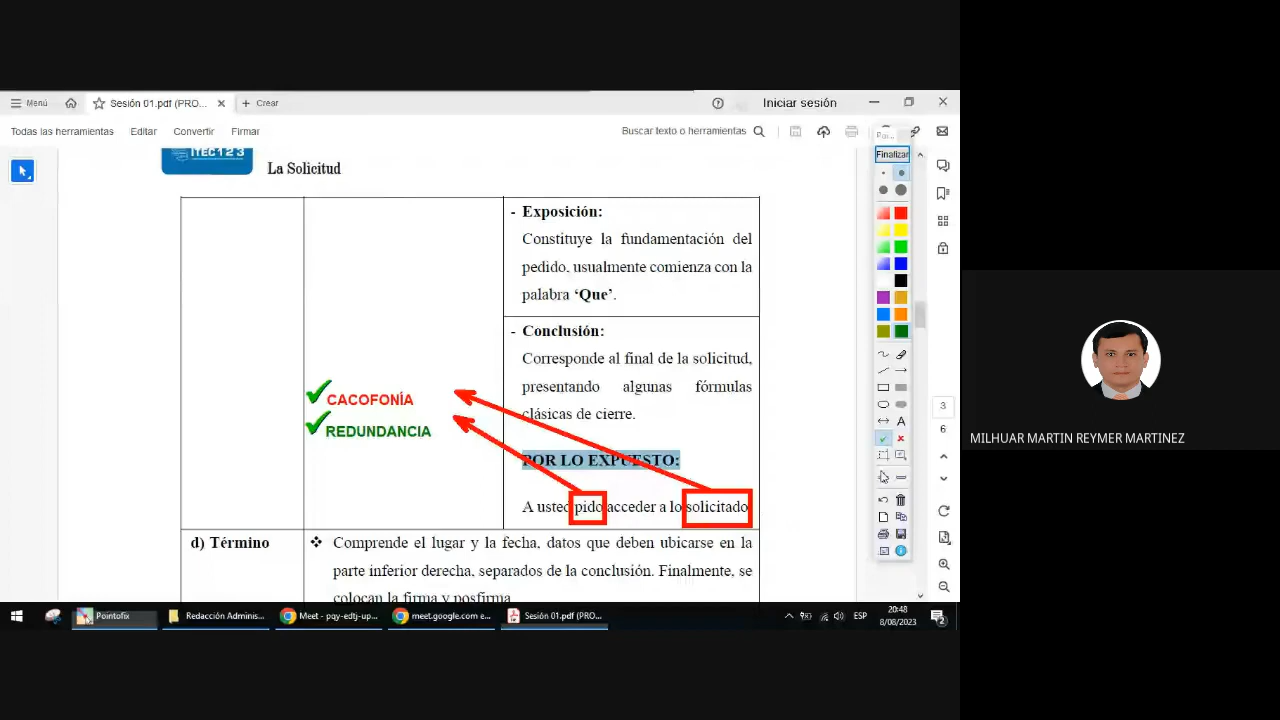 Menú
Sesión 01.pdf (PRO...
Crear
Iniciar sesión
Todas las herramientas
Editar
Convertir
Firmar
Buscar texto o herramientas
Finalizar
ITEC123
La Solicitud
- Exposición:
Constituye la fundamentación del
pedido, usualmente comienza con la
palabra ‘Que’.
- Conclusión:
Corresponde al final de la solicitud,
presentando algunas fórmulas
clásicas de cierre.
CACOFONÍA
REDUNDANCIA
POR LO EXPUESTO:
A usted pido acceder a lo solicitado
d) Término
❖ Comprende el lugar y la fecha, datos que deben ubicarse en la
parte inferior derecha, separados de la conclusión. Finalmente, se
colocan la firma y posfirma
3
6
MILHUAR MARTIN REYMER MARTINEZ
Pointofix
Redacción Adminis...
Meet - pqy-edtj-up...
meet.google.com e...
Sesión 01.pdf (PRO...
ESP
20:48
8/08/2023
2